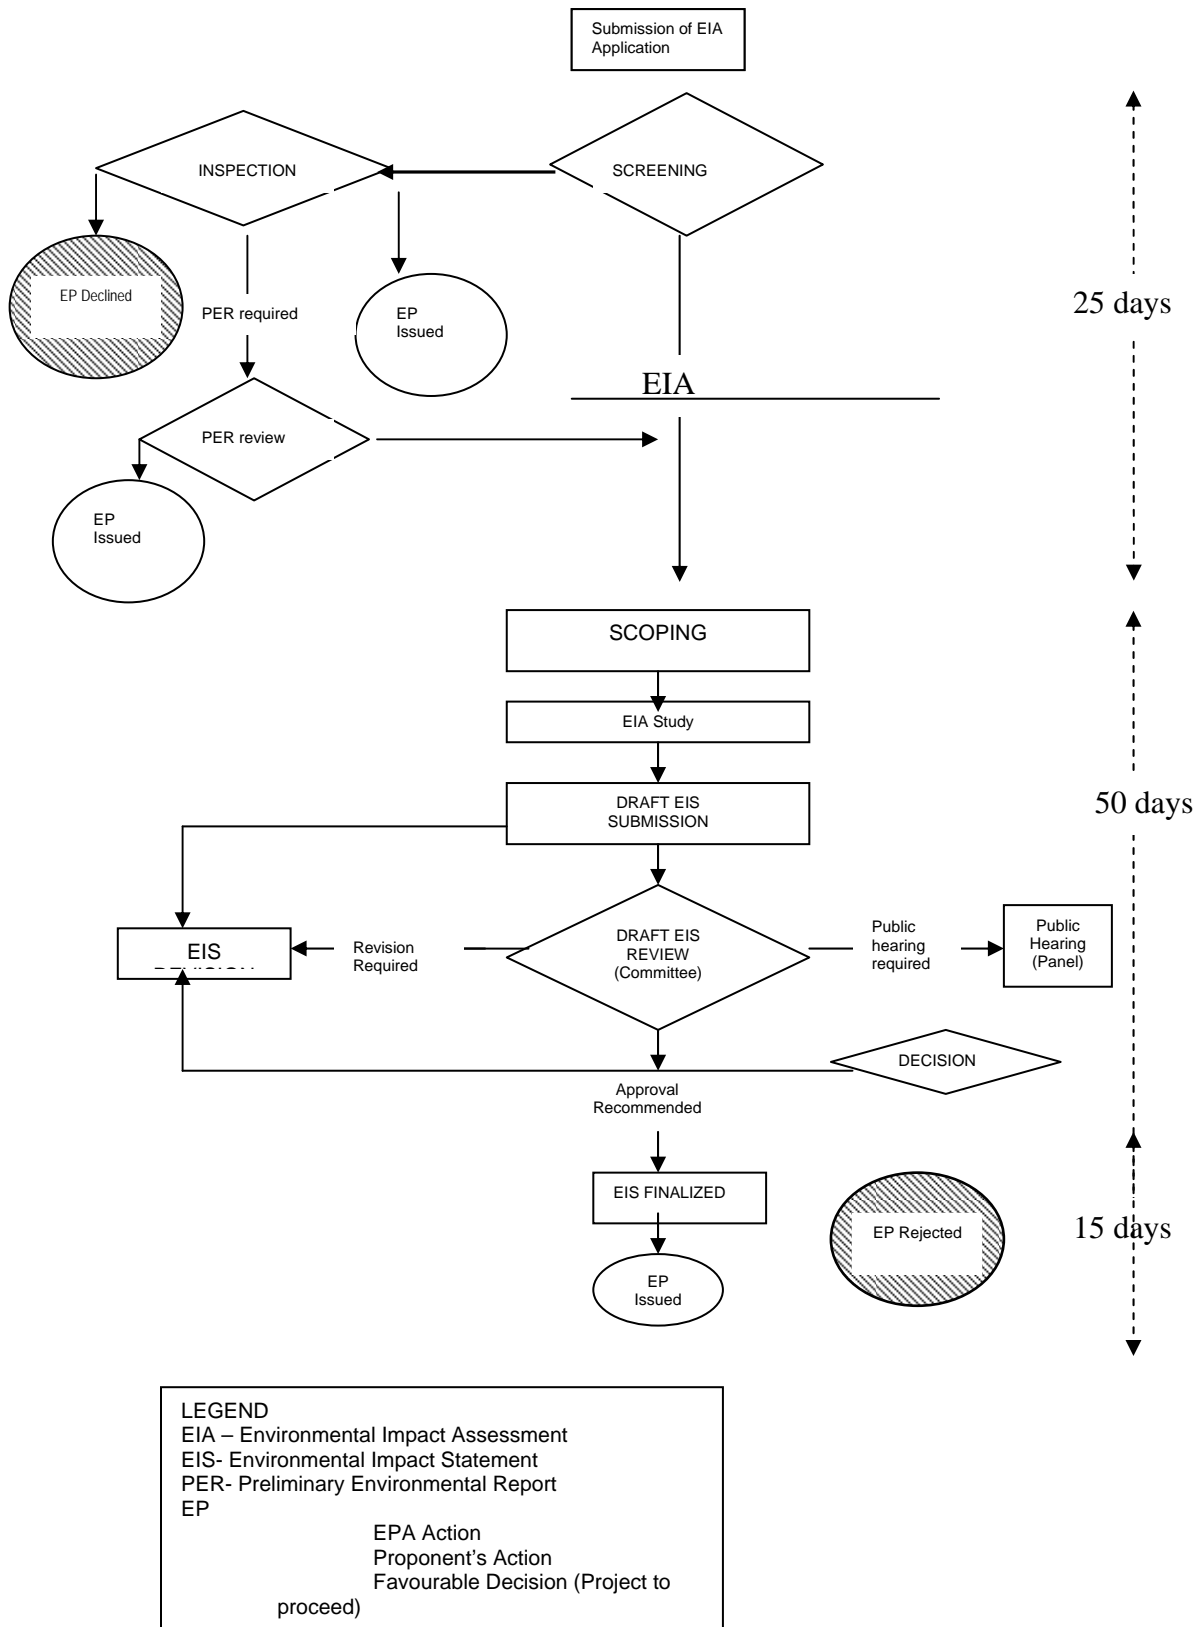 Submission of EIA
Application
INSPECTION
SCREENING
EP Declined
PER required
EP
Issued
25 days
EIA
PER review
EP
Issued
SCOPING
EIA Study
DRAFT EIS
SUBMISSION
50 days
EIS
Revision
Required
DRAFT EIS
REVIEW
(Committee)
Public
hearing
required
Public
Hearing
(Panel)
DECISION
Approval
Recommended
EIS FINALIZED
EP Rejected
15 days
EP
Issued
LEGEND
EIA – Environmental Impact Assessment
EIS- Environmental Impact Statement
PER- Preliminary Environmental Report
EP
EPA Action
Proponent's Action
Favourable Decision (Project to
proceed)